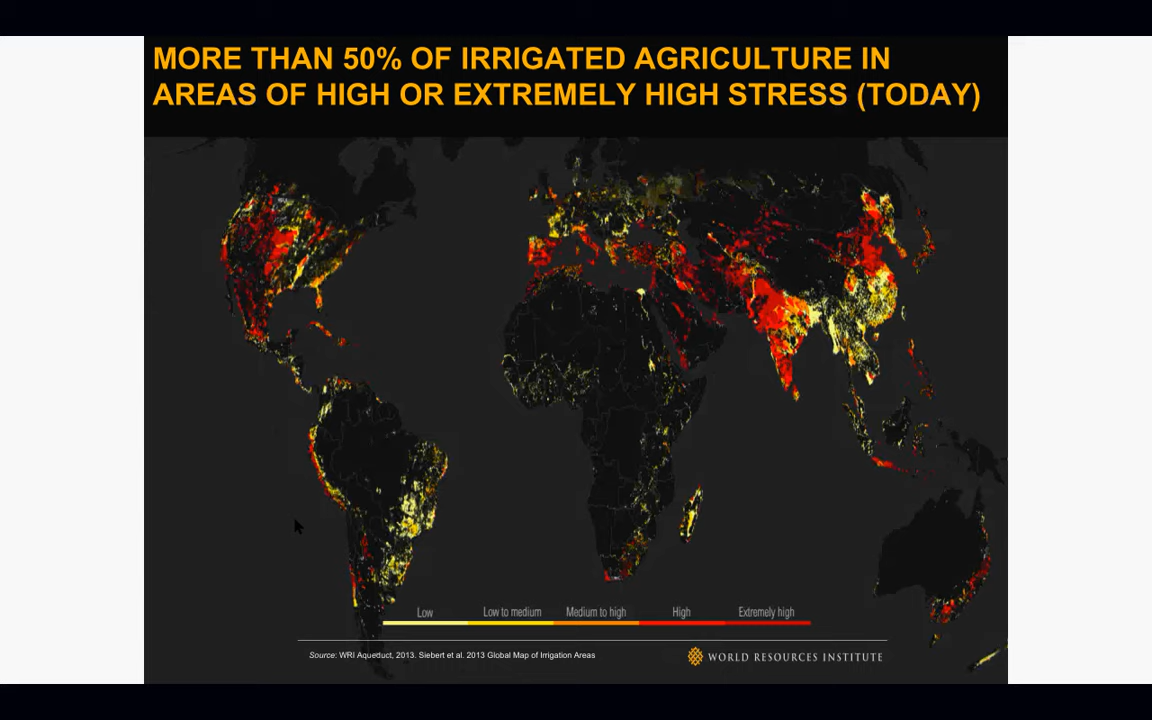 MORE THAN 50% OF IRRIGATED AGRICULTURE IN
AREAS OF HIGH OR EXTREMELY HIGH STRESS (TODAY)
Low Low to medium Medium to high High Extremely high
Source: WRI Aqueduct, 2013. Siebert et al. 2013 Global Map of Irrigation Areas
WORLD RESOURCES INSTITUTE